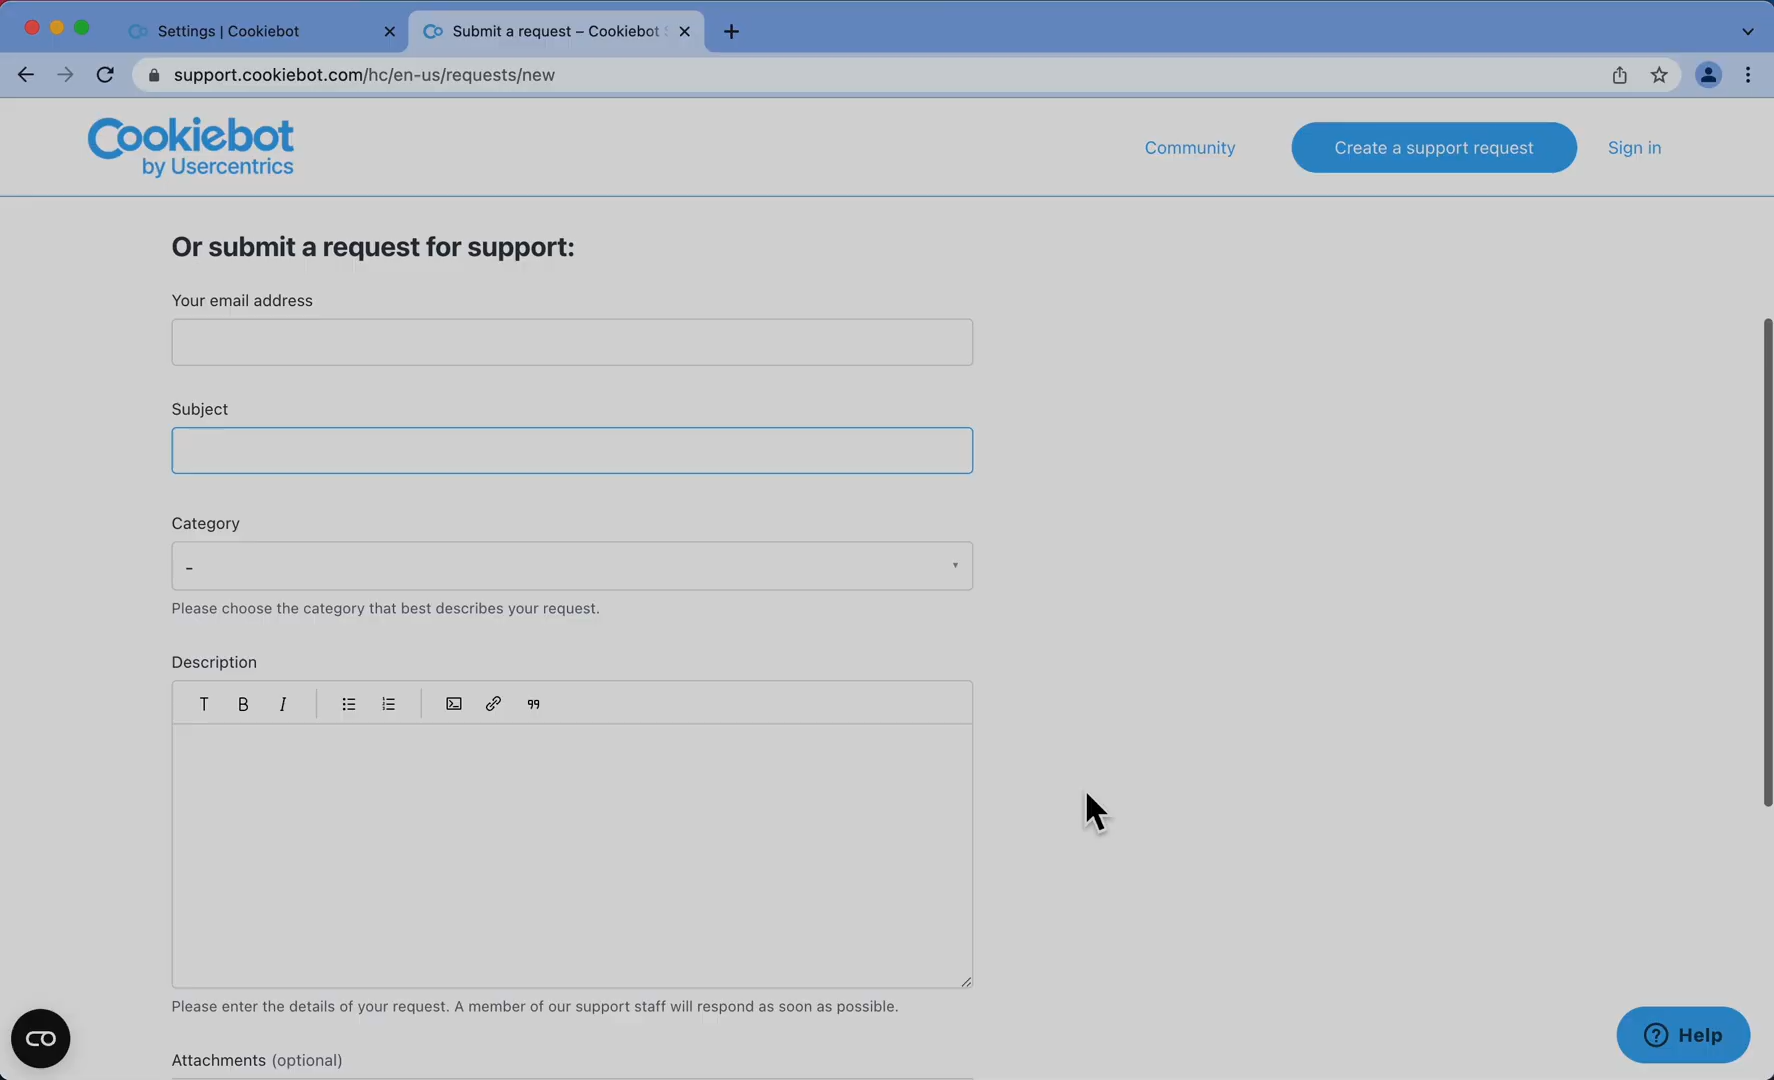 Settings | Cookiebot
Submit a request – Cookiebot
support.cookiebot.com/hc/en-us/requests/new
Cookiebot
by Usercentrics
Community
Create a support request
Sign in
Or submit a request for support:
Your email address
Subject
Category
-
Please choose the category that best describes your request.
Description
T B I
Please enter the details of your request. A member of our support staff will respond as soon as possible.
Attachments (optional)
Help